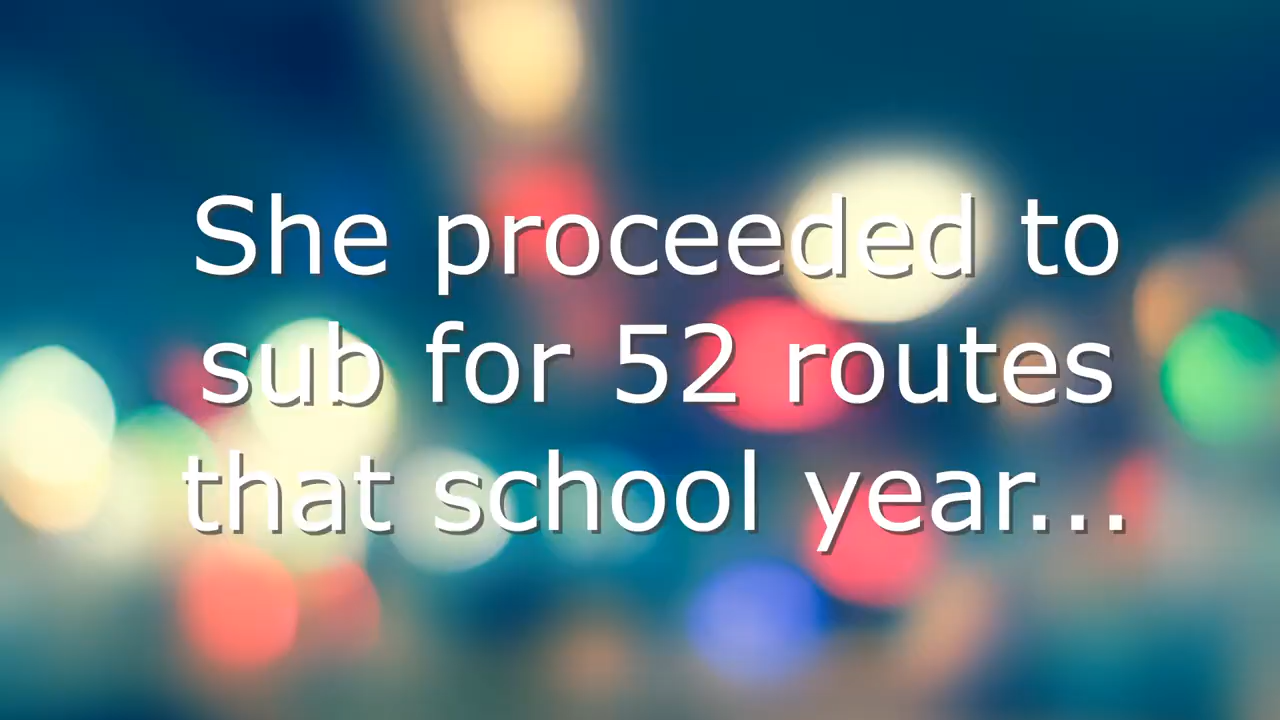 She proceeded to
sub for 52 routes
that school year...